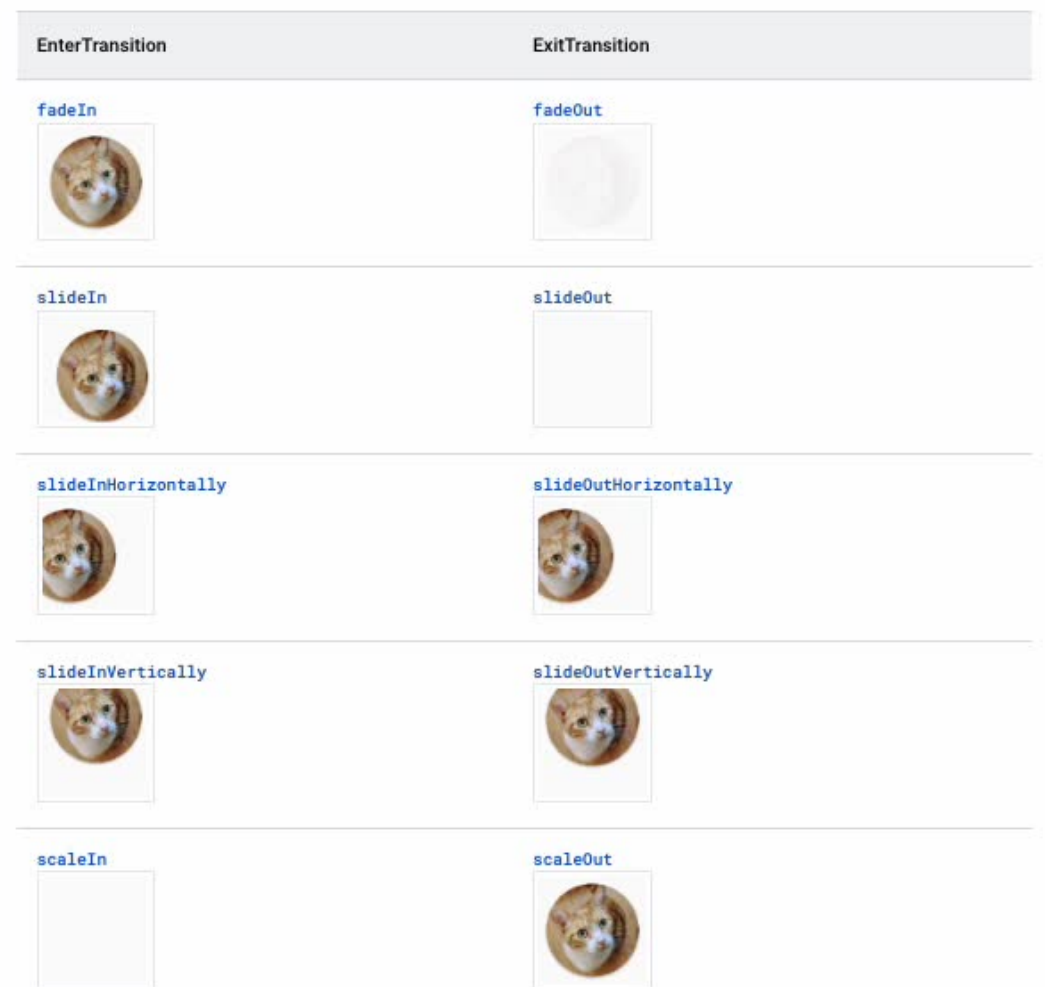 EnterTransition ExitTransition
fadeIn fadeOut
slideIn slideOut
slideInHorizontally slideOutHorizontally
slideInVertically slideOutVertically
scaleIn scaleOut